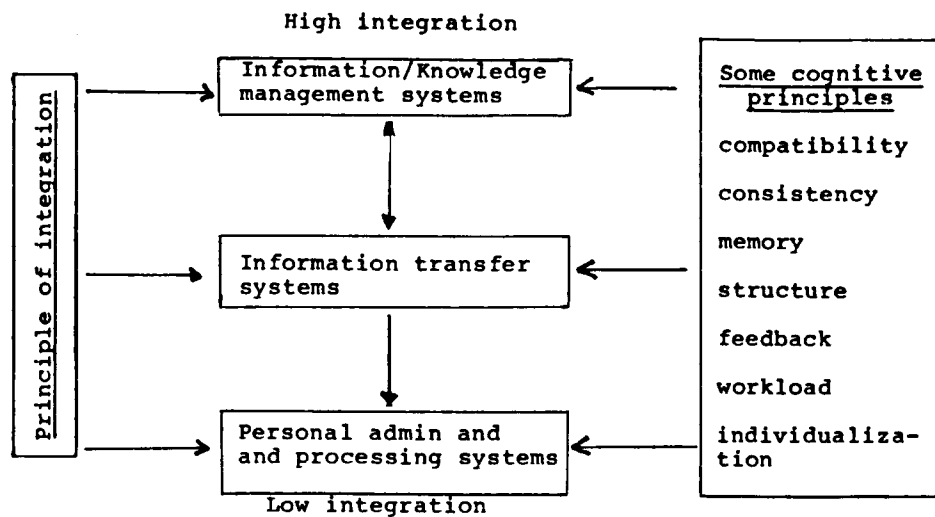 High integration
Principle of integration
Information/Knowledge
management systems
Information transfer
systems
Personal admin and
and processing systems
Low integration
Some cognitive
principles
compatibility
consistency
memory
structure
feedback
workload
individualiza-
tion